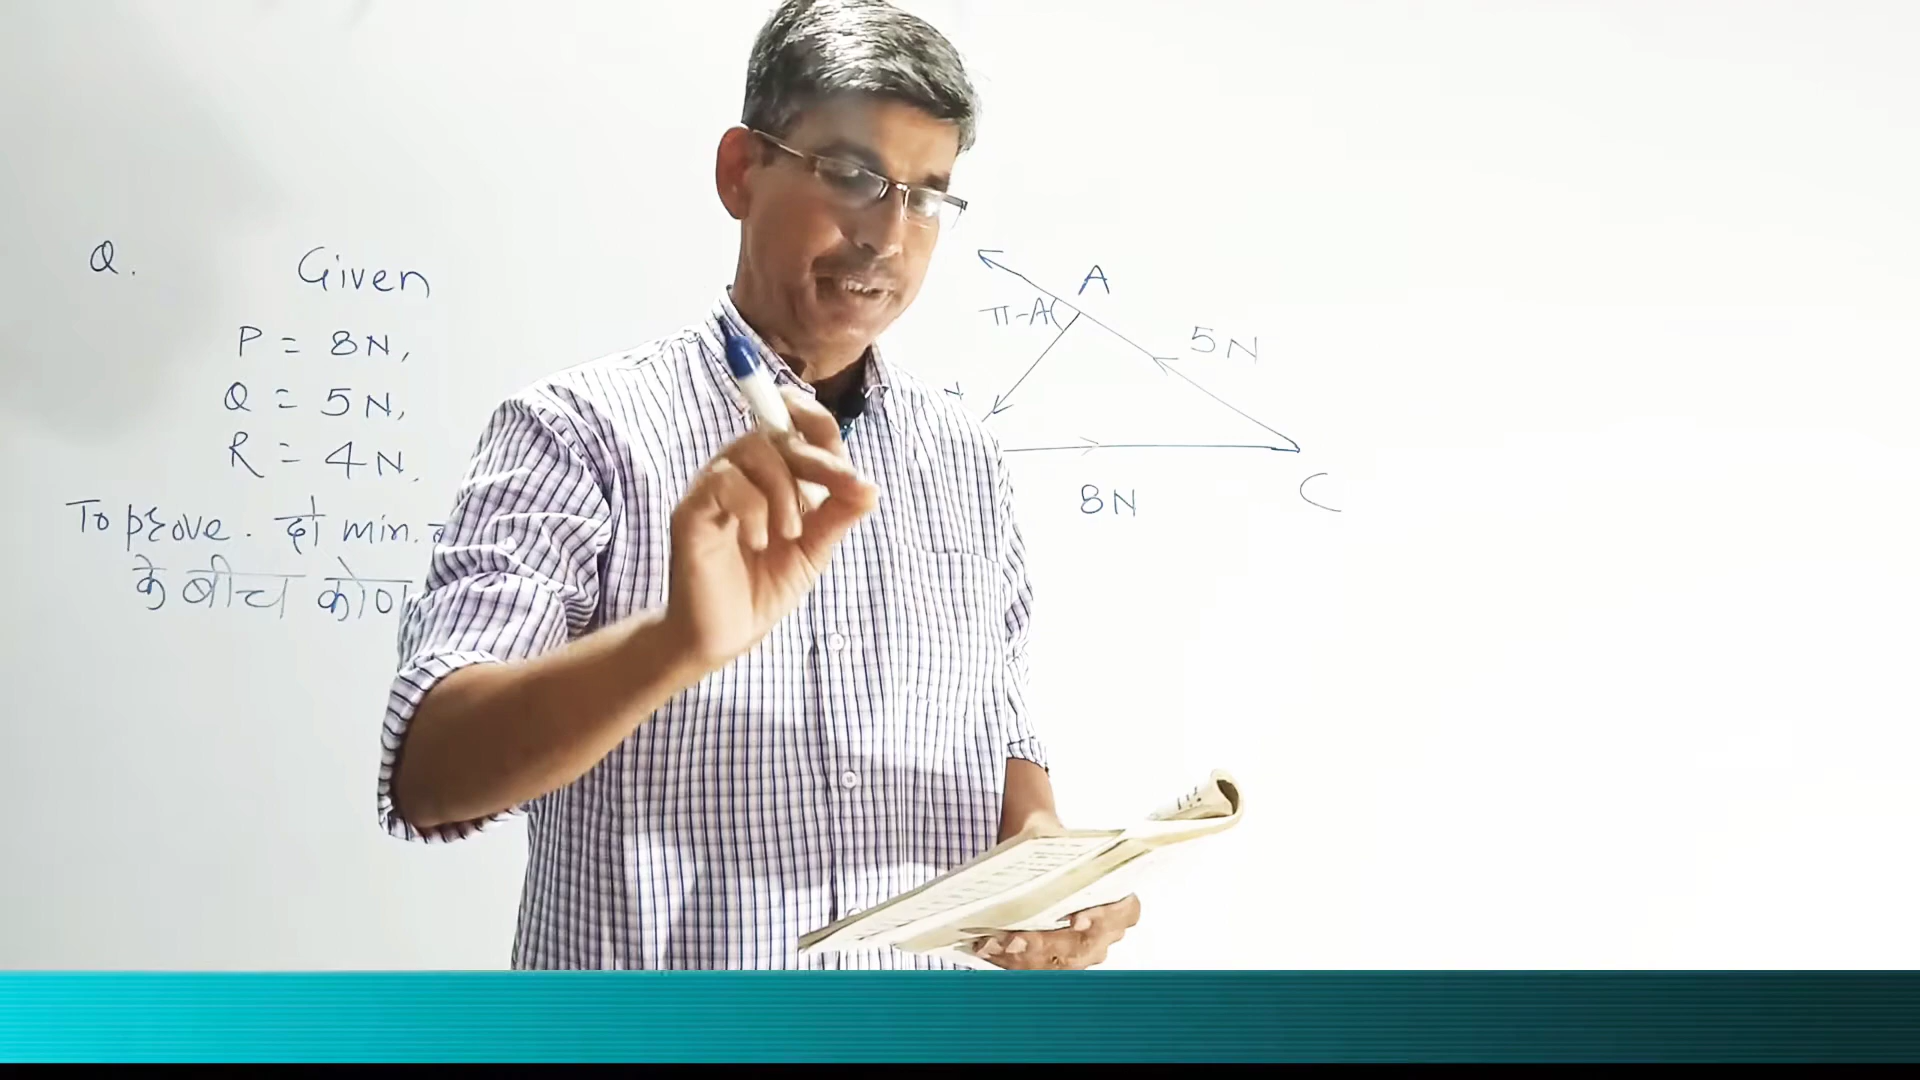 Q. Given
P = 8N,
Q = 5N,
R = 4N.
To prove. दो min.
के बीच कोण
A
π-A
5N
8N
C